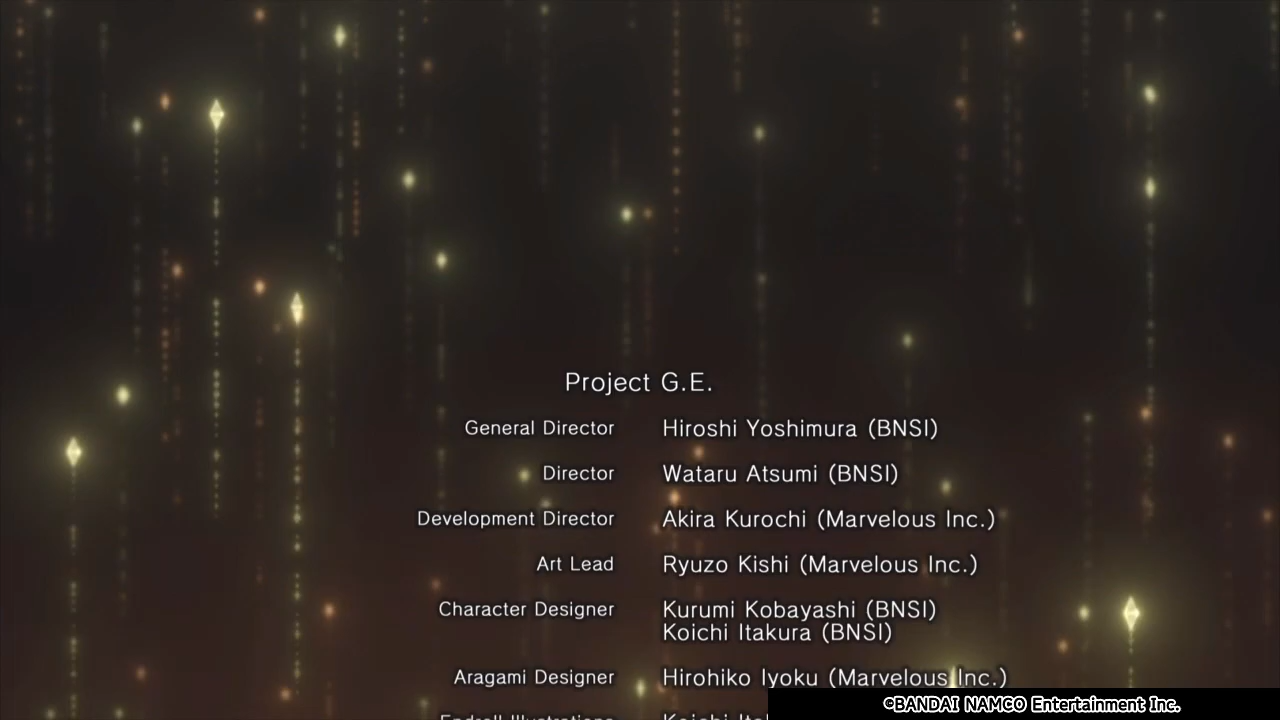 Project G.E.
General Director Hiroshi Yoshimura (BNSI)
Director Wataru Atsumi (BNSI)
Development Director Akira Kurochi (Marvelous Inc.)
Art Lead Ryuzo Kishi (Marvelous Inc.)
Character Designer Kurumi Kobayashi (BNSI)
Koichi Itakura (BNSI)
Aragami Designer Hirohiko Iyoku (Marvelous Inc.)
©BANDAI NAMCO Entertainment Inc.